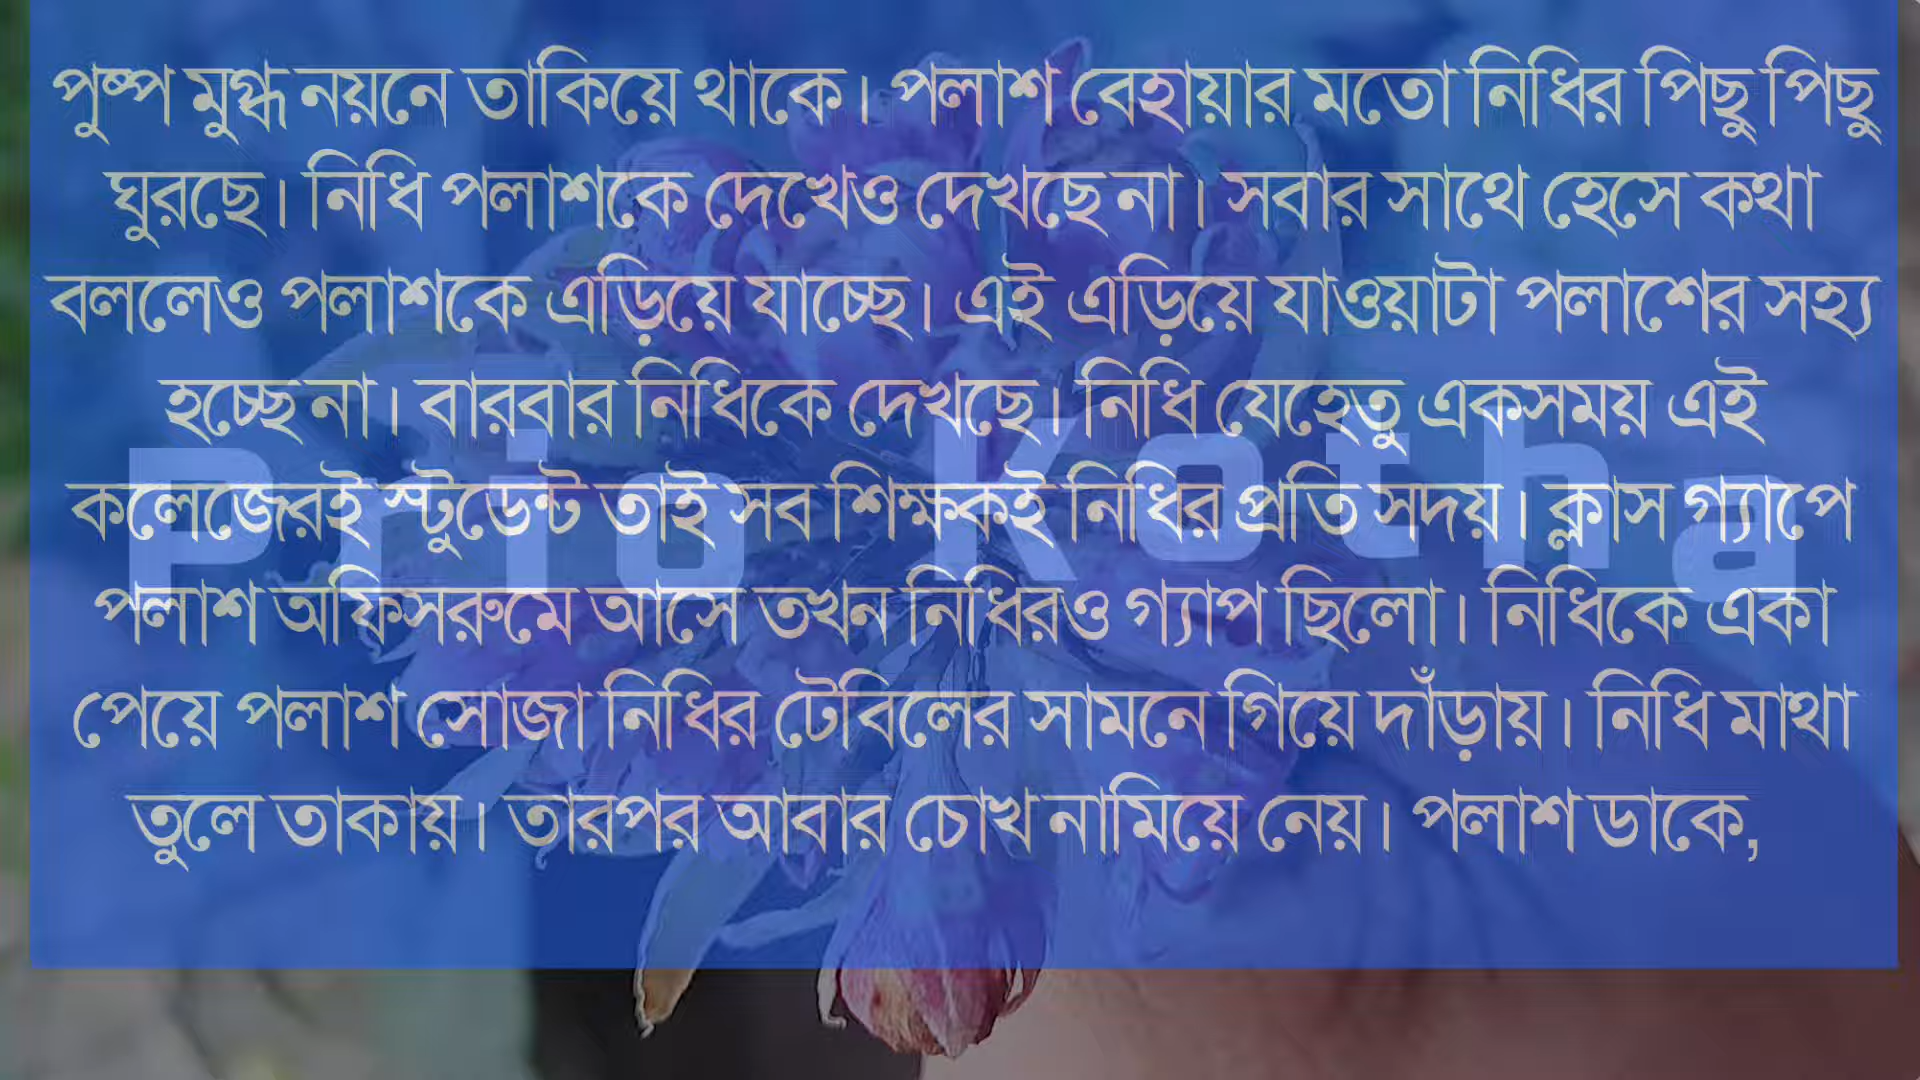 পুষ্প মুগ্ধ নয়নে তাকিয়ে থাকে। পলাশ বেহায়ার মতো নিধির পিছু পিছু
ঘুরছে। নিধি পলাশকে দেখেও দেখছে না। সবার সাথে হেসে কথা
বললেও পলাশকে এড়িয়ে যাচ্ছে। এই এড়িয়ে যাওয়াটা পলাশের সহ্য
হচ্ছে না। বারবার নিধিকে দেখছে। নিধি যেহেতু একসময় এই
কলেজেরই স্টুডেন্ট তাই সব শিক্ষকই নিধির প্রতি সদয়। ক্লাস গ্যাপে
পলাশ অফিসরুমে আসে তখন নিধিরও গ্যাপ ছিলো। নিধিকে একা
পেয়ে পলাশ সোজা নিধির টেবিলের সামনে গিয়ে দাঁড়ায়। নিধি মাথা
তুলে তাকায়। তারপর আবার চোখ নামিয়ে নেয়। পলাশ ডাকে,
Prio Kotha